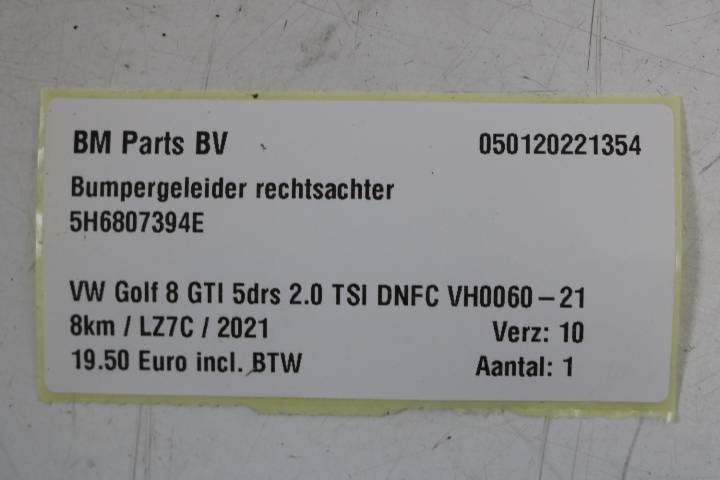 BM Parts BV 050120221354
Bumpergeleider rechtsachter
5H6807394E
VW Golf 8 GTI 5drs 2.0 TSI DNFC VH0060-21
8km / LZ7C / 2021 Verz: 10
19.50 Euro incl. BTW Aantal: 1